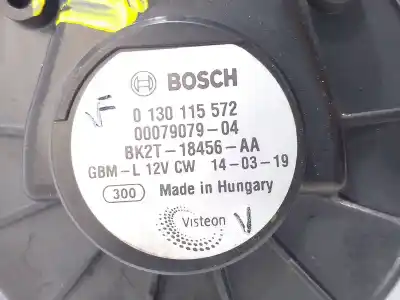 BOSCH
0 130 115 572
00079079-04
BK2T-18456-AA
GBM-L 12V CW 14-03-19
300 Made in Hungary
Visteon